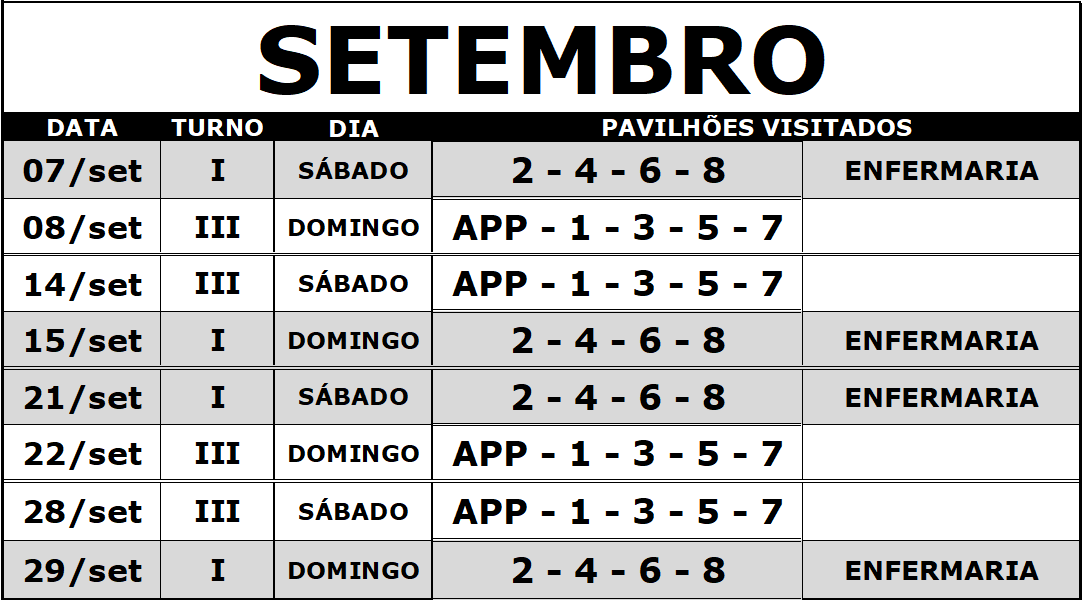 SETEMBRO
DATA TURNO DIA PAVILHÕES VISITADOS
07/set I SÁBADO 2 - 4 - 6 - 8 ENFERMARIA
08/set III DOMINGO APP - 1 - 3 - 5 - 7
14/set III SÁBADO APP - 1 - 3 - 5 - 7
15/set I DOMINGO 2 - 4 - 6 - 8 ENFERMARIA
21/set I SÁBADO 2 - 4 - 6 - 8 ENFERMARIA
22/set III DOMINGO APP - 1 - 3 - 5 - 7
28/set III SÁBADO APP - 1 - 3 - 5 - 7
29/set I DOMINGO 2 - 4 - 6 - 8 ENFERMARIA